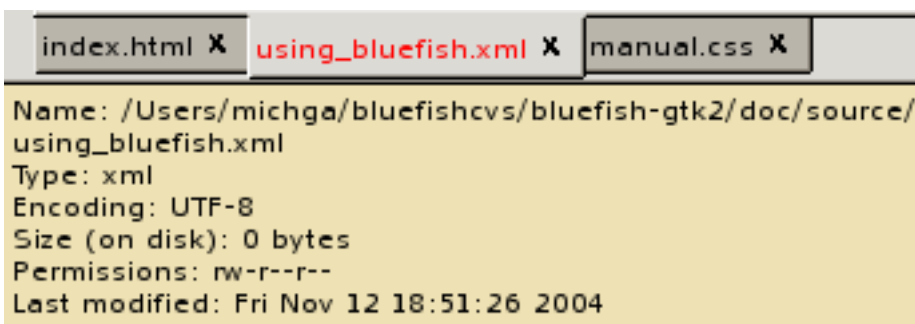 index.html x using_bluefish.xml x manual.css x
Name: /Users/michga/bluefishcvs/bluefish-gtk2/doc/source/
using_bluefish.xml
Type: xml
Encoding: UTF-8
Size (on disk): 0 bytes
Permissions: rw-r--r--
Last modified: Fri Nov 12 18:51:26 2004